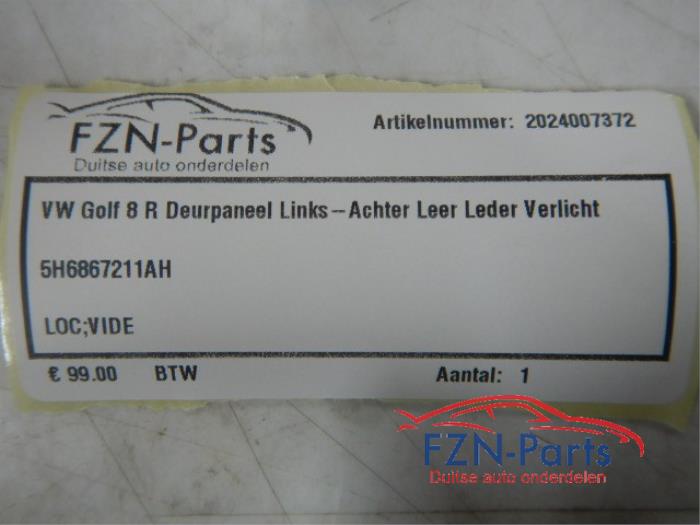 FZN-Parts
Duitse auto onderdelen
Artikelnummer: 2024007372
VW Golf 8 R Deurpaneel Links--Achter Leer Leder Verlicht
5H6867211AH
LOC;VIDE
€ 99.00 BTW Aantal: 1
FZN-Parts
Duitse auto onderdelen